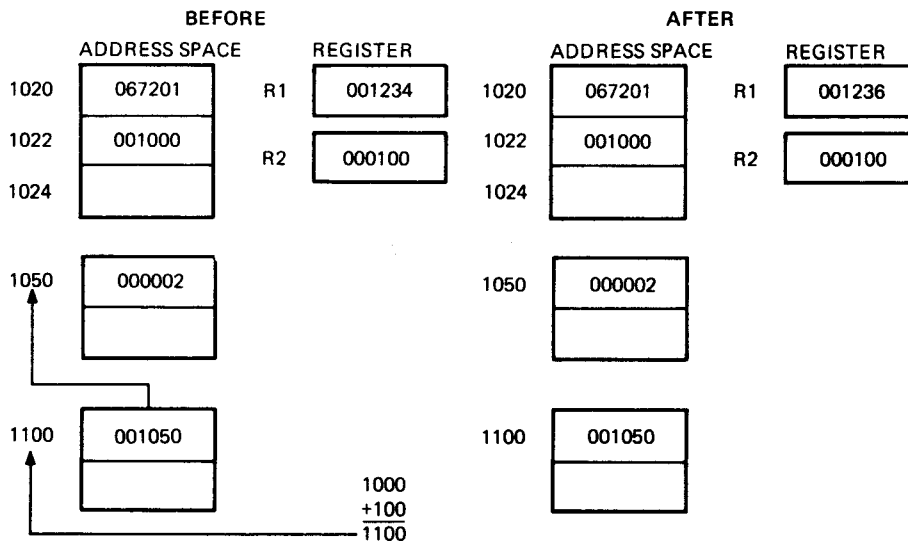 BEFORE AFTER
ADDRESS SPACE REGISTER ADDRESS SPACE REGISTER
1020 067201 R1 001234 1020 067201 R1 001236
1022 001000 R2 000100 1022 001000 R2 000100
1024 1024
1050 000002 1050 000002
1100 001050 1100 001050
1000
+100
1100